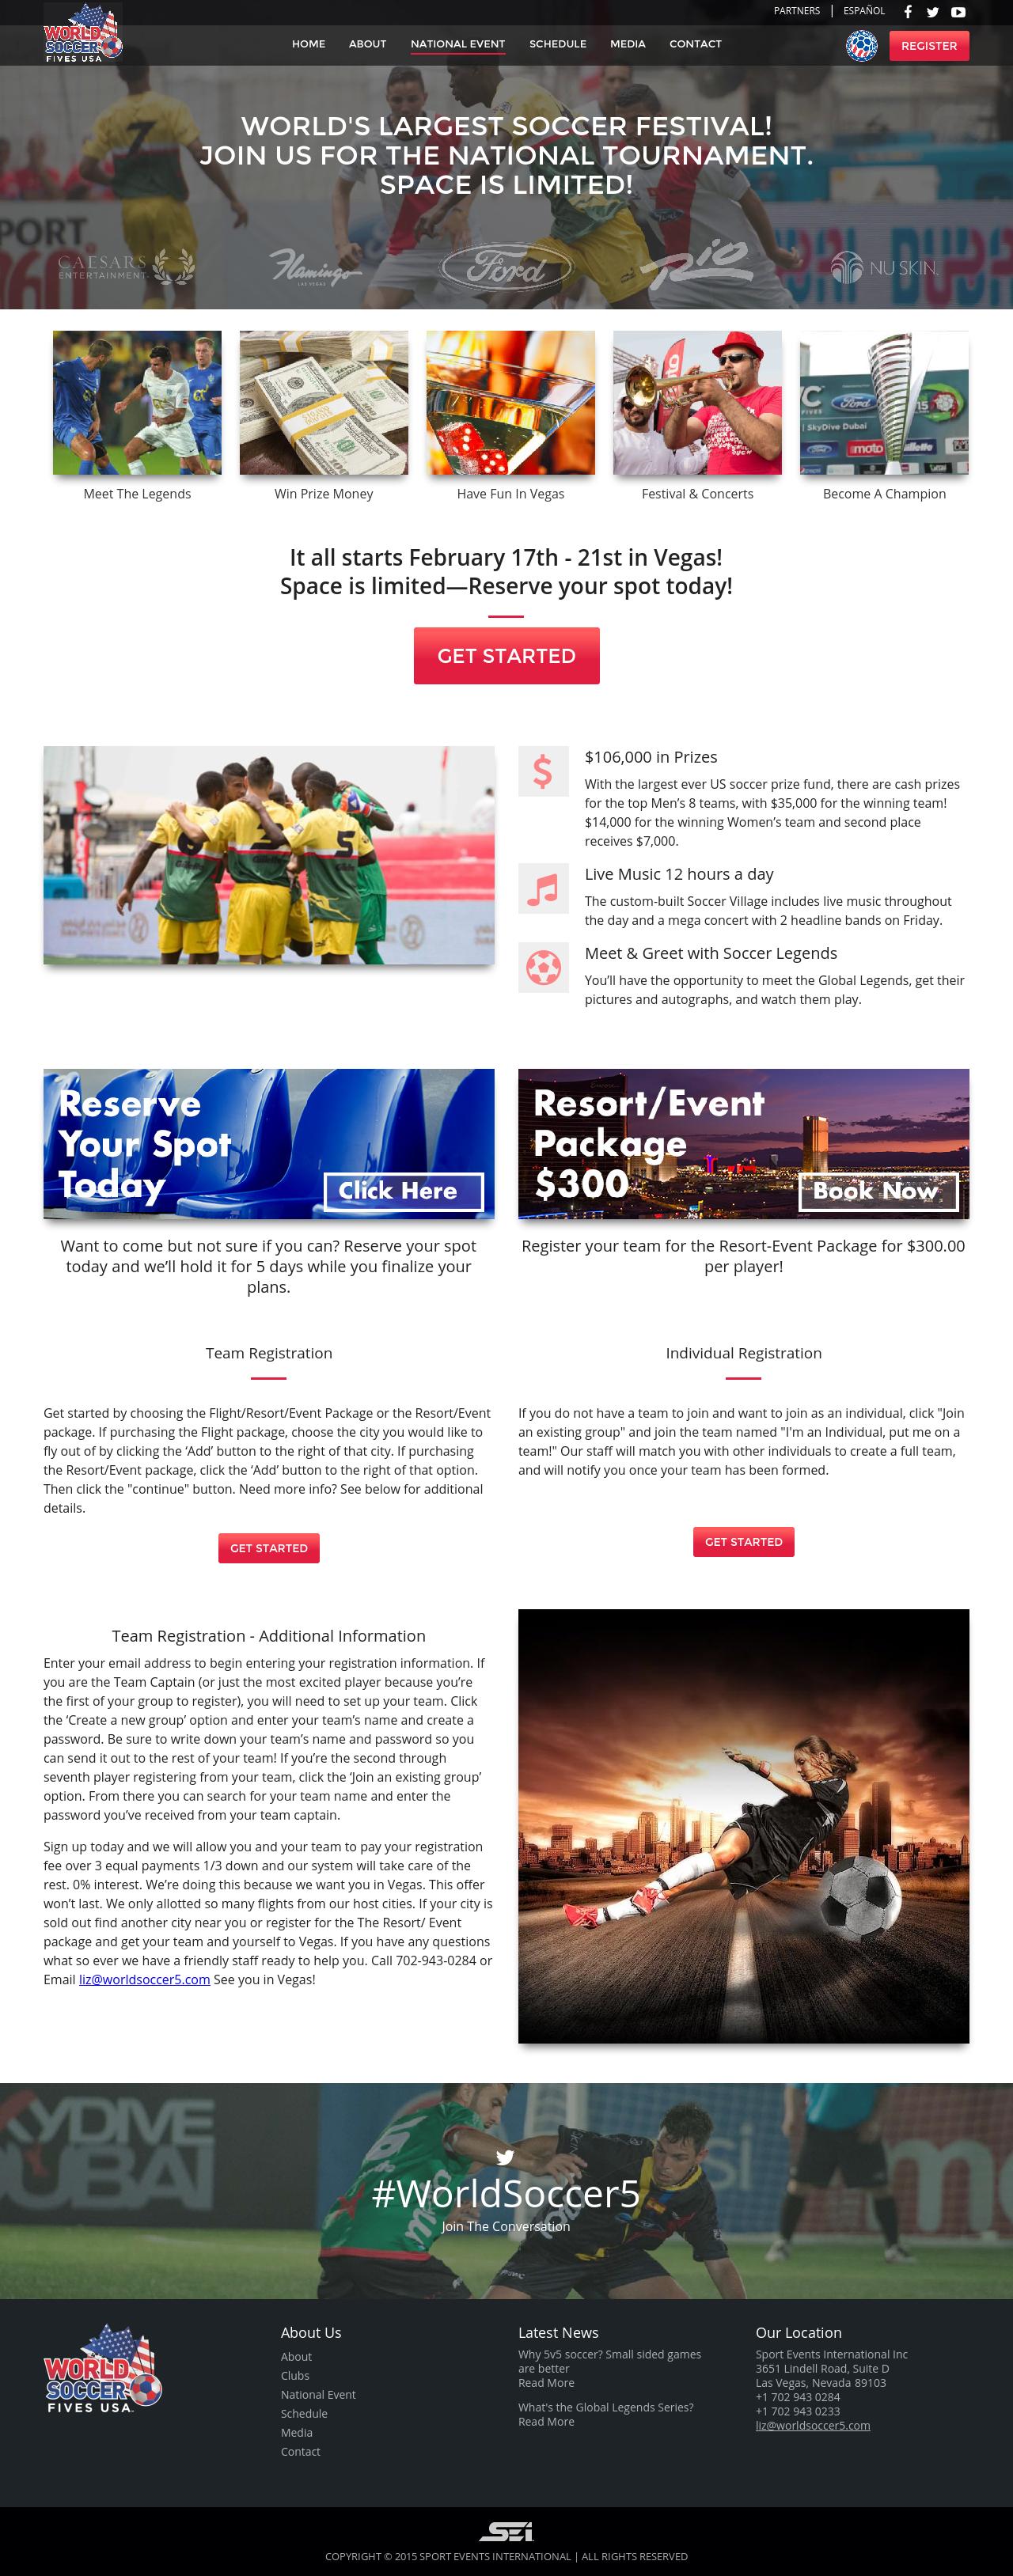 PARTNERS
ESPAÑOL
WORLD
SOCCER
FIVES USA
HOME
ABOUT
NATIONAL EVENT
SCHEDULE
MEDIA
CONTACT
REGISTER
WORLD'S LARGEST SOCCER FESTIVAL!
JOIN US FOR THE NATIONAL TOURNAMENT.
SPACE IS LIMITED!
CAESARS
ENTERTAINMENT
Flamingo
LAS VEGAS
Ford
Rio
NU SKIN
Meet The Legends
Win Prize Money
Have Fun In Vegas
Festival & Concerts
Become A Champion
It all starts February 17th - 21st in Vegas!
Space is limited—Reserve your spot today!
GET STARTED
$106,000 in Prizes
With the largest ever US soccer prize fund, there are cash prizes
for the top Men’s 8 teams, with $35,000 for the winning team!
$14,000 for the winning Women’s team and second place
receives $7,000.
Live Music 12 hours a day
The custom-built Soccer Village includes live music throughout
the day and a mega concert with 2 headline bands on Friday.
Meet & Greet with Soccer Legends
You’ll have the opportunity to meet the Global Legends, get their
pictures and autographs, and watch them play.
Reserve
Your Spot
Today
Click Here
Resort/Event
Package
$300
Book Now
Want to come but not sure if you can? Reserve your spot
today and we’ll hold it for 5 days while you finalize your
plans.
Register your team for the Resort-Event Package for $300.00
per player!
Team Registration
Get started by choosing the Flight/Resort/Event Package or the Resort/Event
package. If purchasing the Flight package, choose the city you would like to
fly out of by clicking the ‘Add’ button to the right of that city. If purchasing
the Resort/Event package, click the ‘Add’ button to the right of that option.
Then click the "continue" button. Need more info? See below for additional
details.
GET STARTED
Individual Registration
If you do not have a team to join and want to join as an individual, click "Join
an existing group" and join the team named "I'm an Individual, put me on a
team!" Our staff will match you with other individuals to create a full team,
and will notify you once your team has been formed.
GET STARTED
Team Registration - Additional Information
Enter your email address to begin entering your registration information. If
you are the Team Captain (or just the most excited player because you’re
the first of your group to register), you will need to set up your team. Click
the ‘Create a new group’ option and enter your team’s name and create a
password. Be sure to write down your team’s name and password so you
can send it out to the rest of your team! If you’re the second through
seventh player registering from your team, click the ‘Join an existing group’
option. From there you can search for your team name and enter the
password you’ve received from your team captain.
Sign up today and we will allow you and your team to pay your registration
fee over 3 equal payments 1/3 down and our system will take care of the
rest. 0% interest. We’re doing this because we want you in Vegas. This offer
won’t last. We only allotted so many flights from our host cities. If your city is
sold out find another city near you or register for the The Resort/ Event
package and get your team and yourself to Vegas. If you have any questions
what so ever we have a friendly staff ready to help you. Call 702-943-0284 or
Email liz@worldsoccer5.com See you in Vegas!
#WorldSoccer5
Join The Conversation
WORLD
SOCCER
FIVES USA
About Us
About
Clubs
National Event
Schedule
Media
Contact
Latest News
Why 5v5 soccer? Small sided games
are better
Read More
What's the Global Legends Series?
Read More
Our Location
Sport Events International Inc
3651 Lindell Road, Suite D
Las Vegas, Nevada 89103
+1 702 943 0284
+1 702 943 0233
liz@worldsoccer5.com
SEi
COPYRIGHT © 2015 SPORT EVENTS INTERNATIONAL | ALL RIGHTS RESERVED